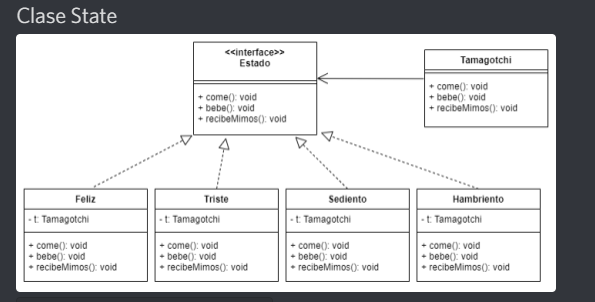 Clase State
<<interface>>
Estado
+ come(): void
+ bebe(): void
+ recibeMimos(): void
Tamagotchi
+ come(): void
+ bebe(): void
+ recibeMimos(): void
Feliz
- t: Tamagotchi
+ come(): void
+ bebe(): void
+ recibeMimos(): void
Triste
- t: Tamagotchi
+ come(): void
+ bebe(): void
+ recibeMimos(): void
Sediento
- t: Tamagotchi
+ come(): void
+ bebe(): void
+ recibeMimos(): void
Hambriento
- t: Tamagotchi
+ come(): void
+ bebe(): void
+ recibeMimos(): void